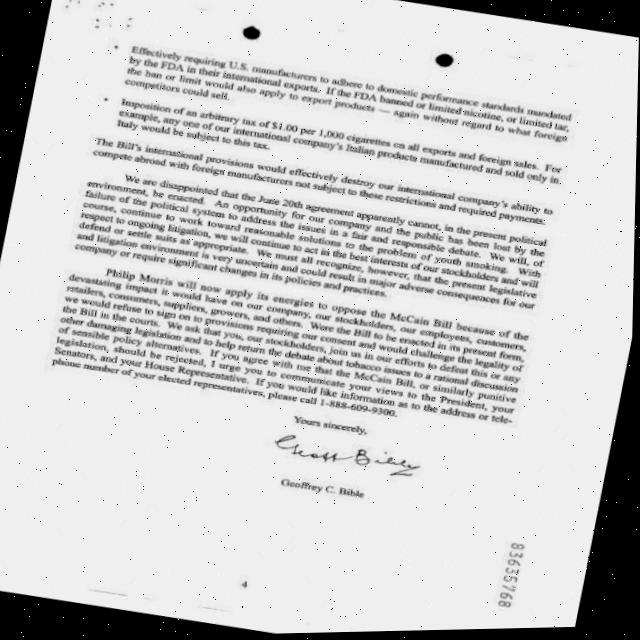 • Effectively requiring U.S. manufacturers to adhere to domestic performance standards mandated
by the FDA in their international exports. If the FDA banned or limited nicotine, or limited tar,
the ban or limit would also apply to export products — again without regard to what foreign
competitors could sell.
• Imposition of an arbitrary tax of $1.00 per 1,000 cigarettes on all exports and foreign sales. For
example, any one of our international company's Italian products manufactured and sold only in
Italy would be subject to this tax.
The Bill's international provisions would effectively destroy our international company's ability to
compete abroad with foreign manufacturers not subject to these restrictions and required payments.
We are disappointed that the June 20th agreement apparently cannot, in the present political
environment, be enacted. An opportunity for our company and the public has been lost by the
failure of the political system to address the issues in a fair and responsible debate. We will, of
course, continue to work toward reasonable solutions to the problem of youth smoking. With
respect to ongoing litigation, we will continue to act in the best interests of our stockholders and will
defend or settle suits as appropriate. We must all recognize, however, that the present legislative
and litigation environment is very uncertain and could result in major adverse consequences for our
company or require significant changes in its policies and practices.
Philip Morris will now apply its energies to oppose the McCain Bill because of the
devastating impact it would have on our company, our stockholders, our employees, customers,
retailers, consumers, suppliers, growers, and others. Were the Bill to be enacted in its present form,
we would refuse to sign on to provisions requiring our consent and would challenge the legality of
the Bill in the courts. We ask that you, our stockholders, join us in our efforts to defeat this or any
other damaging legislation and to help return the debate about tobacco issues to a rational discussion
of sensible policy alternatives. If you agree with me that the McCain Bill, or similarly punitive
legislation, should be rejected, I urge you to communicate your views to the President, your
Senators, and your House Representative. If you would like information as to the address or tele-
phone number of your elected representatives, please call 1-888-609-9300.
Yours sincerely,
Geoff Bible
Geoffrey C. Bible
4
83635768